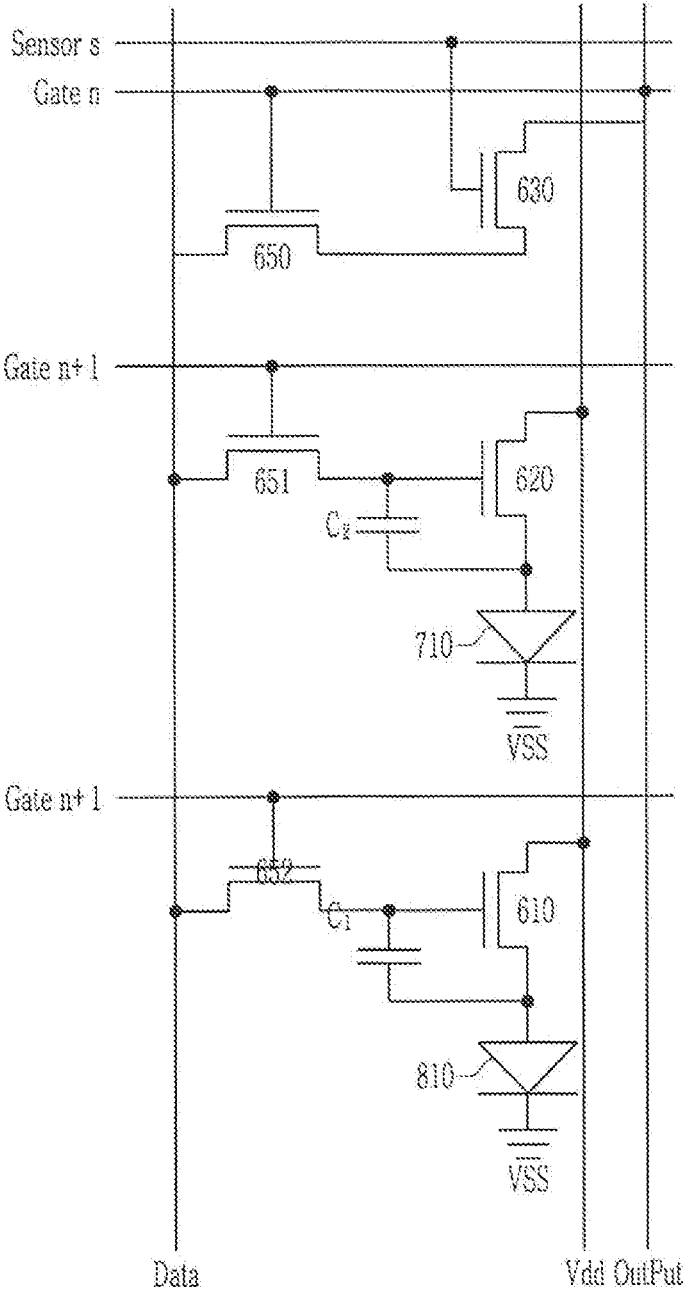 Sensor s
Gate n
630
650
Gate n+1
651
620
C₂
710
VSS
Gate n+1
652
C₁
610
810
VSS
Data
Vdd OutPut